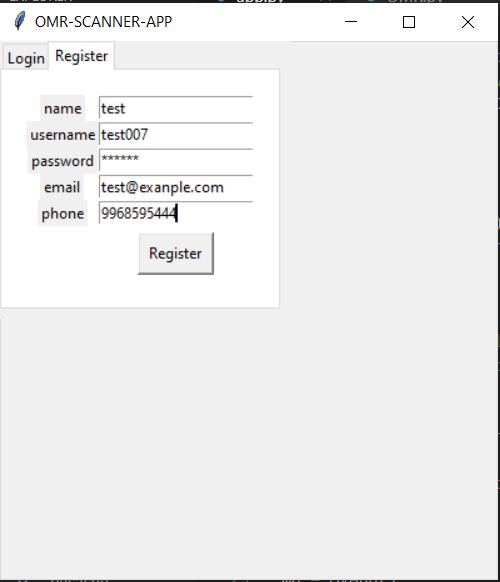 OMR-SCANNER-APP
Login Register
name test
username test007
password ******
email test@exanple.com
phone 9968595444
Register